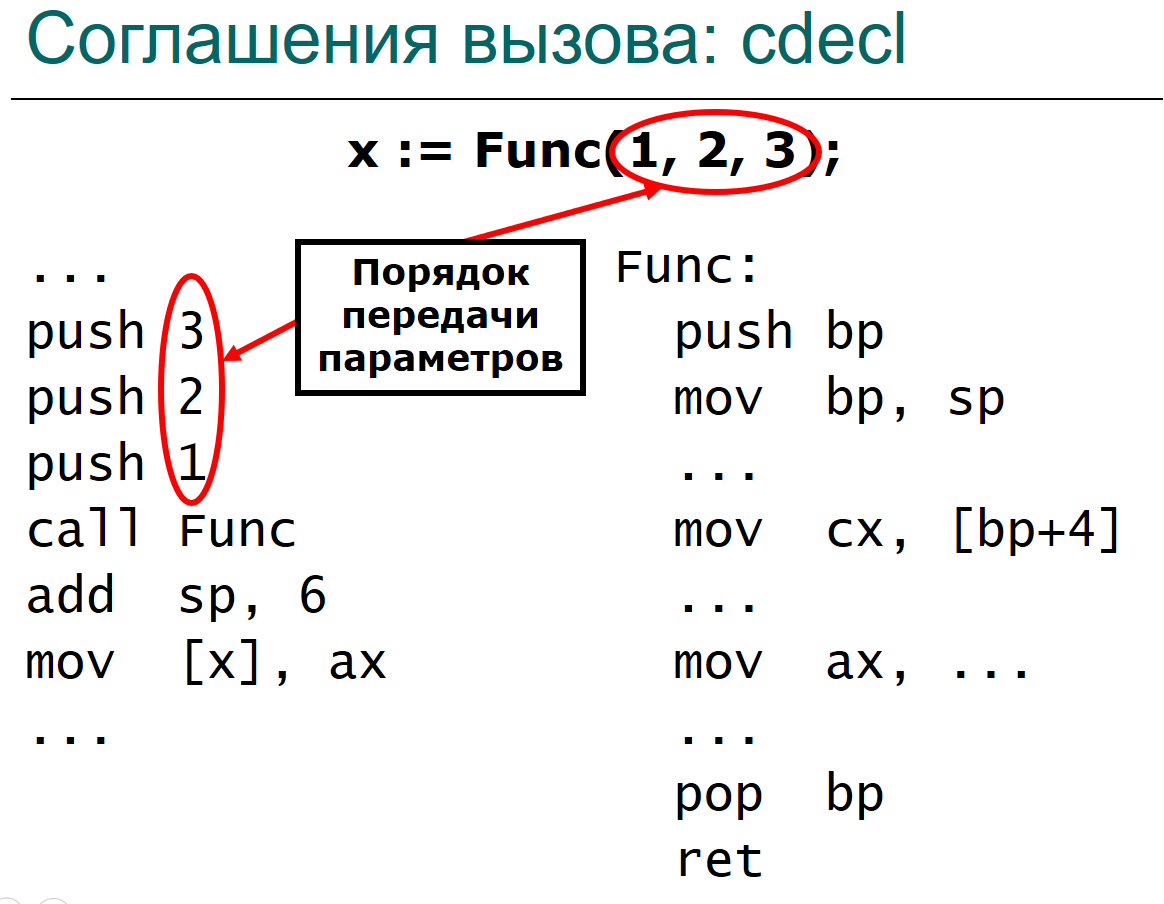 Соглашения вызова: cdecl
x := Func(1, 2, 3);
...
push 3
push 2
push 1
call Func
add sp, 6
mov [x], ax
...
Порядок
передачи
параметров
Func:
push bp
mov bp, sp
...
mov cx, [bp+4]
...
mov ax, ...
...
pop bp
ret